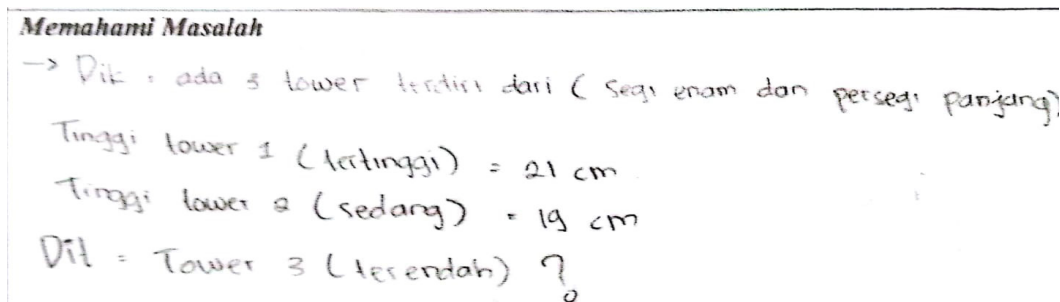 Memahami Masalah
→ Dik : ada 3 tower terdiri dari ( segi enam dan persegi panjang)
Tinggi tower 1 ( tertinggi) = 21 cm
Tinggi tower 2 ( sedang) = 19 cm
Dit = Tower 3 ( terendah) ?